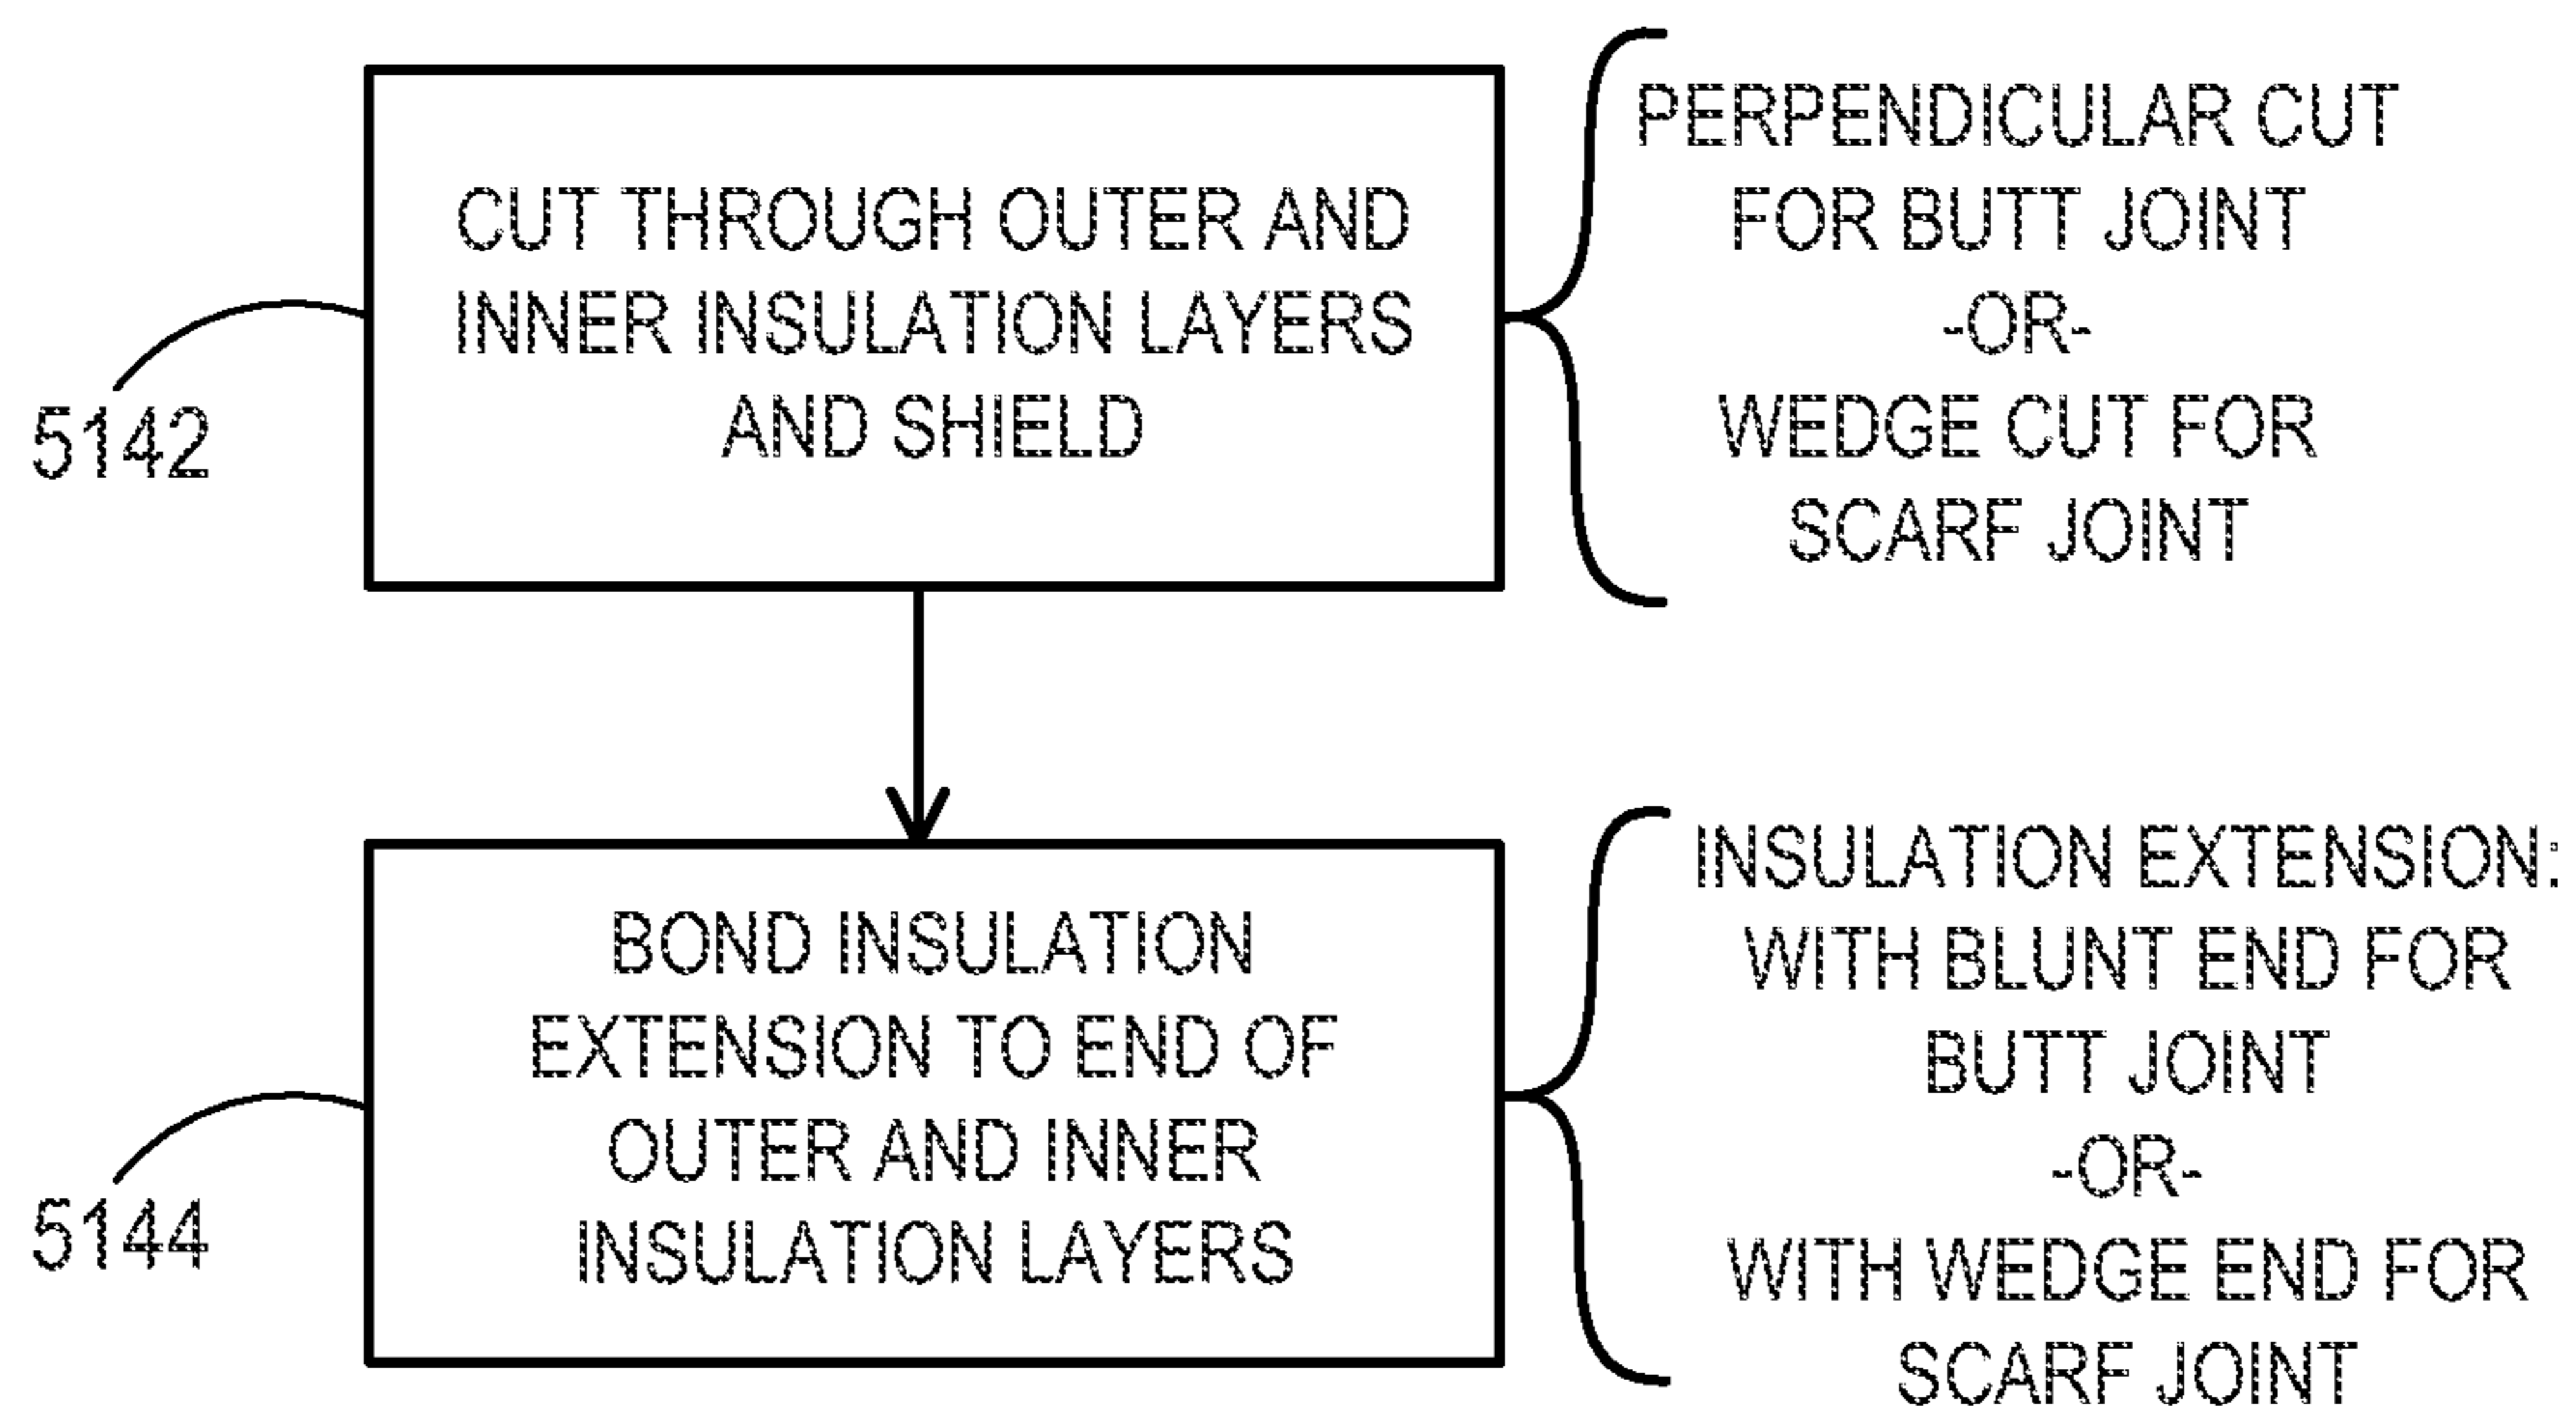 CUT THROUGH OUTER AND
INNER INSULATION LAYERS
AND SHIELD
PERPENDICULAR CUT
FOR BUTT JOINT
-OR-
WEDGE CUT FOR
SCARF JOINT
5142
BOND INSULATION
EXTENSION TO END OF
OUTER AND INNER
INSULATION LAYERS
INSULATION EXTENSION:
WITH BLUNT END FOR
BUTT JOINT
-OR-
WITH WEDGE END FOR
SCARF JOINT
5144